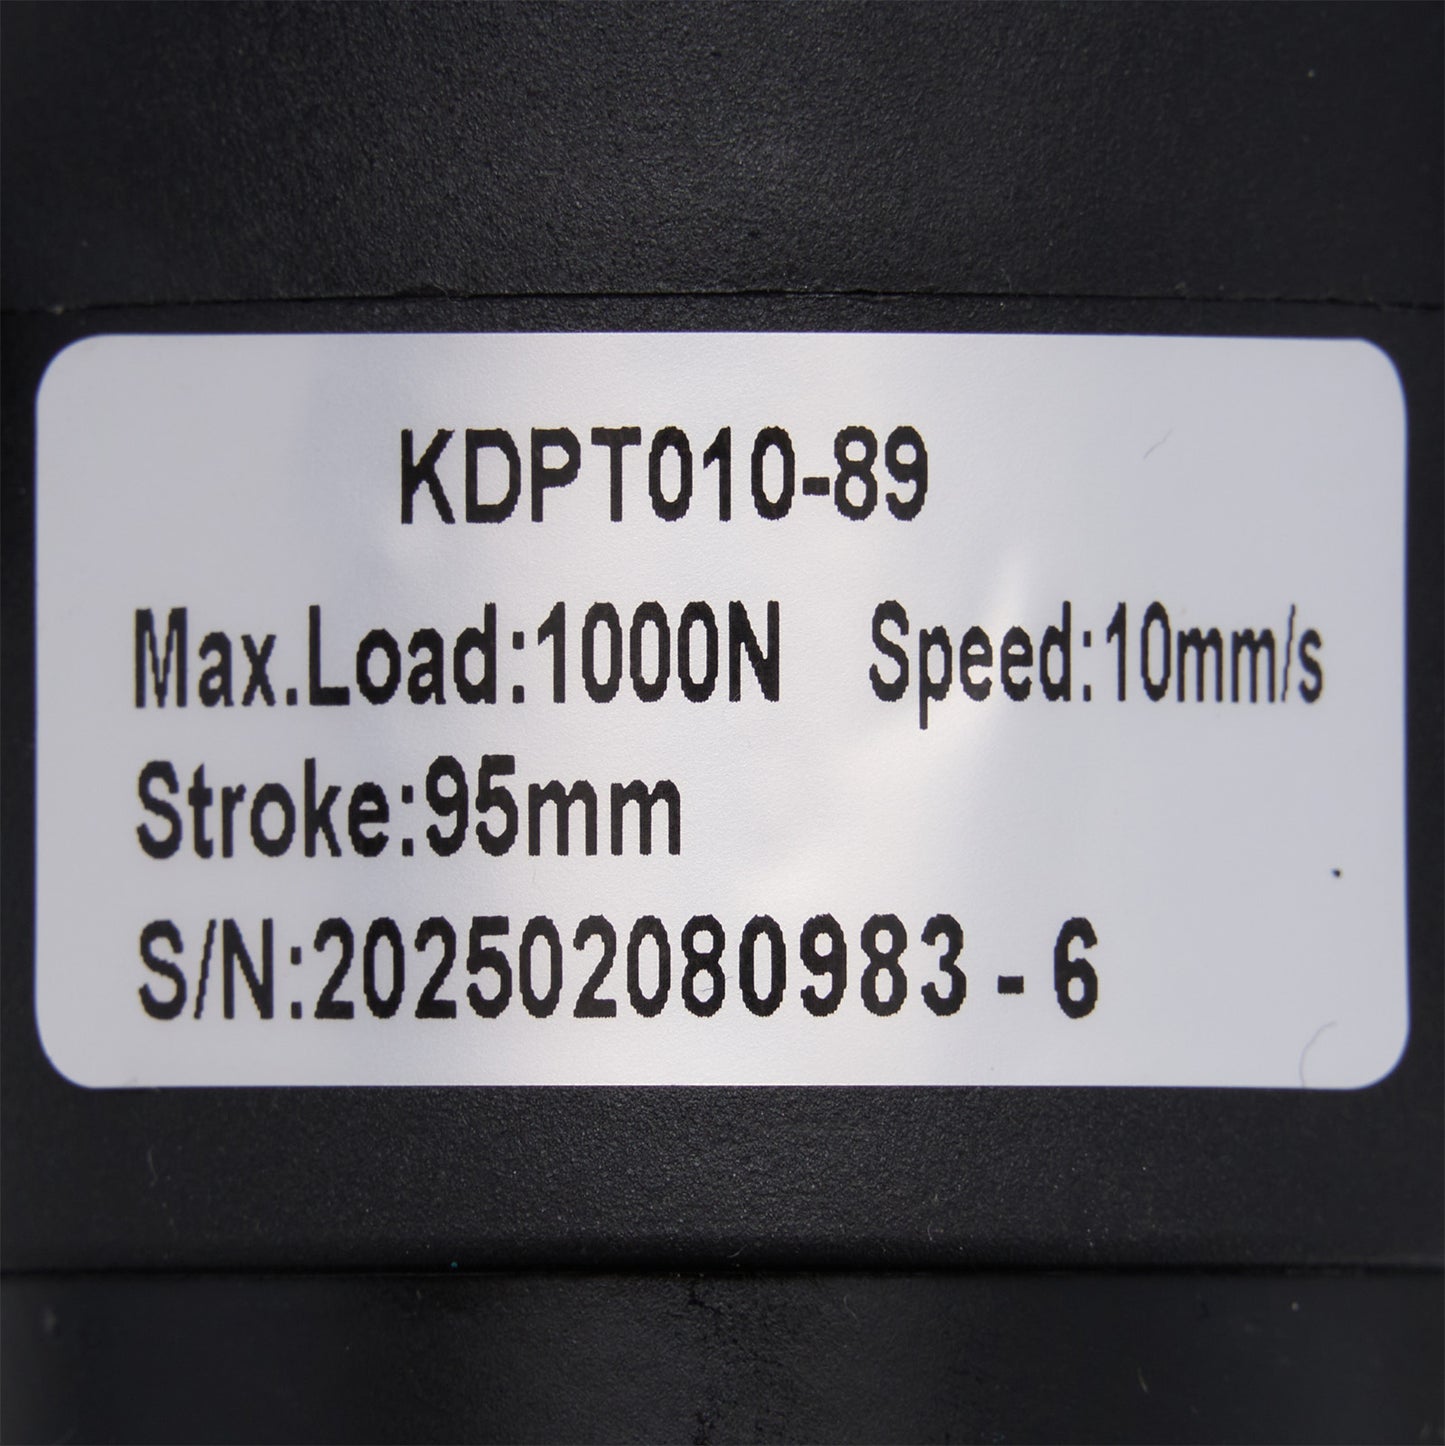 KDPT010-89
Max.Load:1000N Speed:10mm/s
Stroke:95mm
S/N:202502080983 - 6